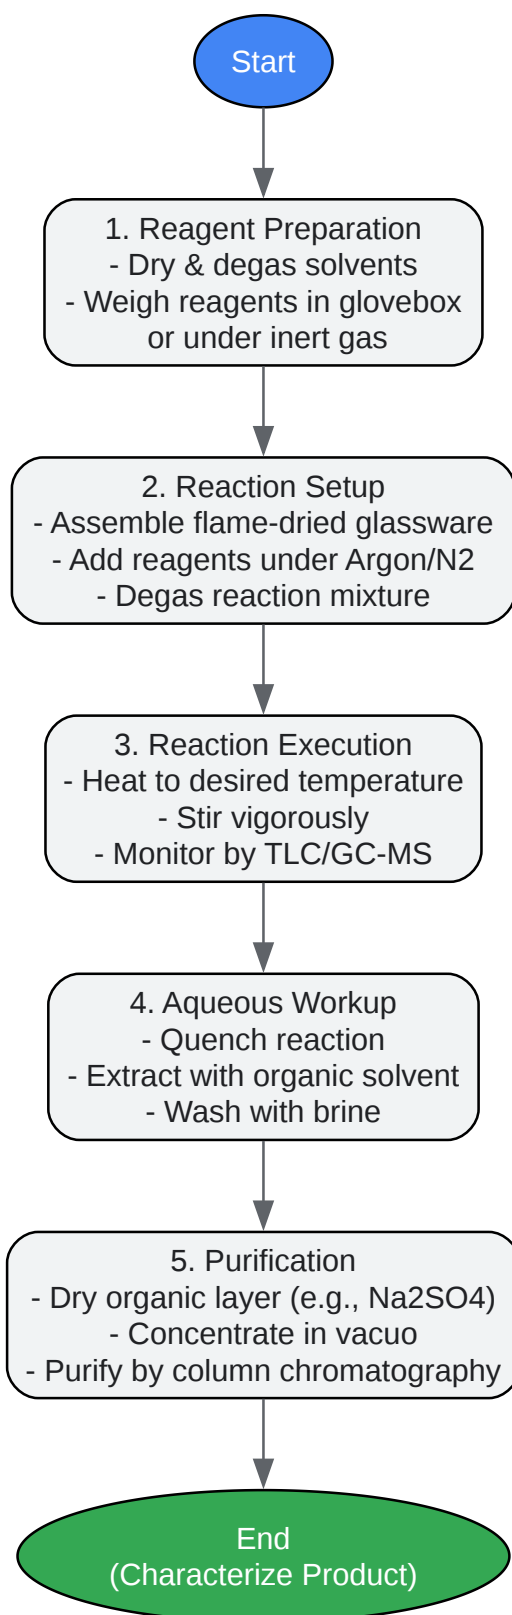 Start
1. Reagent Preparation
- Dry & degas solvents
- Weigh reagents in glovebox
or under inert gas
2. Reaction Setup
- Assemble flame-dried glassware
- Add reagents under Argon/N2
- Degas reaction mixture
3. Reaction Execution
- Heat to desired temperature
- Stir vigorously
- Monitor by TLC/GC-MS
4. Aqueous Workup
- Quench reaction
- Extract with organic solvent
- Wash with brine
5. Purification
- Dry organic layer (e.g., Na2SO4)
- Concentrate in vacuo
- Purify by column chromatography
End
(Characterize Product)